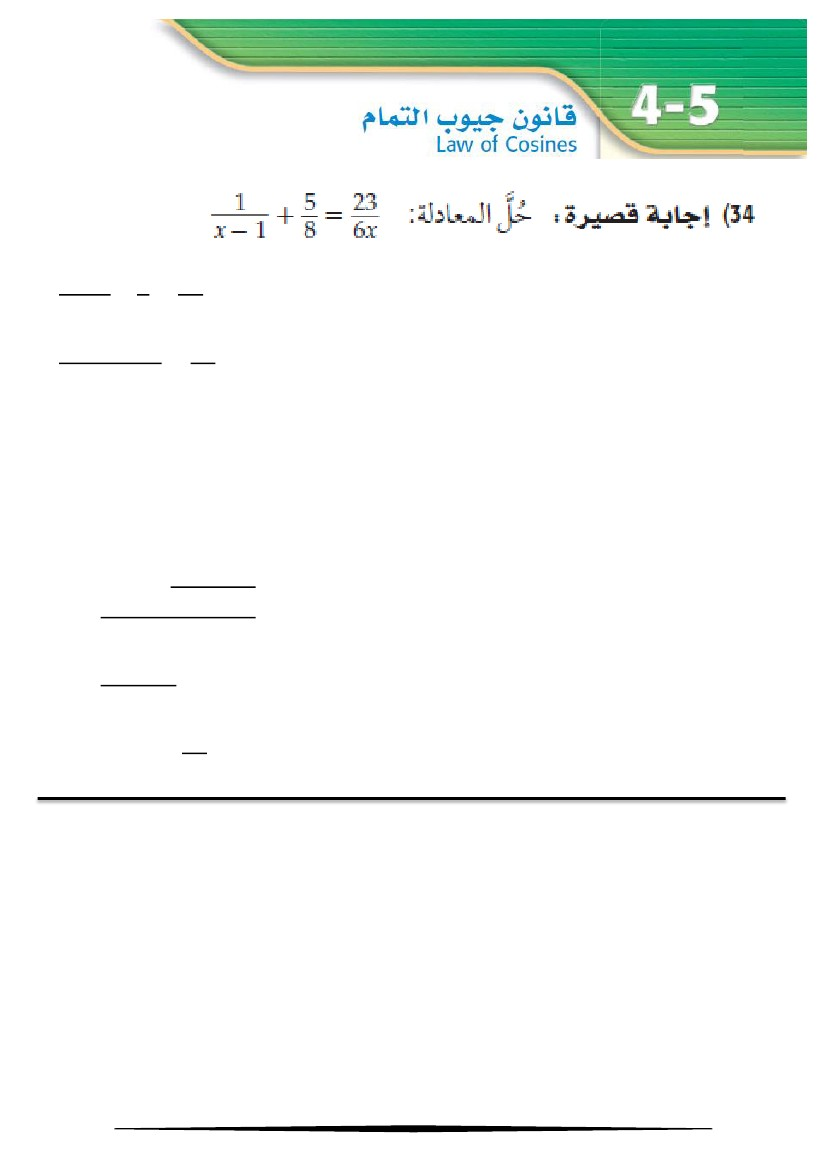 4-5
قانون جيوب التمام
Law of Cosines
34) إجابة قصيرة: حُلَّ المعادلة: 1/(x − 1) + 5/8 = 23/6x